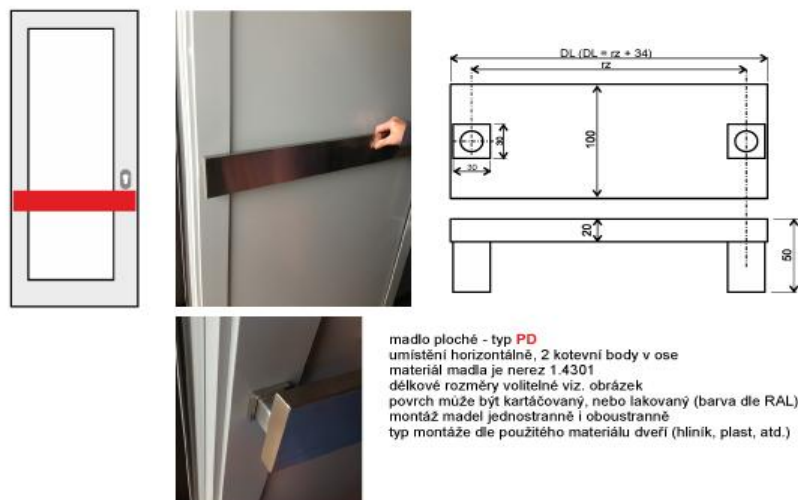 DL (DL = rz + 34)
rz
100
30
30
20
50
madlo ploché - typ PD
umístění horizontálně, 2 kotevní body v ose
materiál madla je nerez 1.4301
délkové rozměry volitelné viz. obrázek
povrch může být kartáčovaný, nebo lakovaný (barva dle RAL)
montáž madel jednostranně i oboustranně
typ montáže dle použitého materiálu dveří (hliník, plast, atd.)